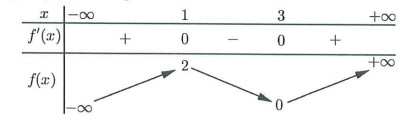 x −∞ 1 3 +∞
f'(x) + 0 − 0 +
2 +∞
f(x)
−∞ 0